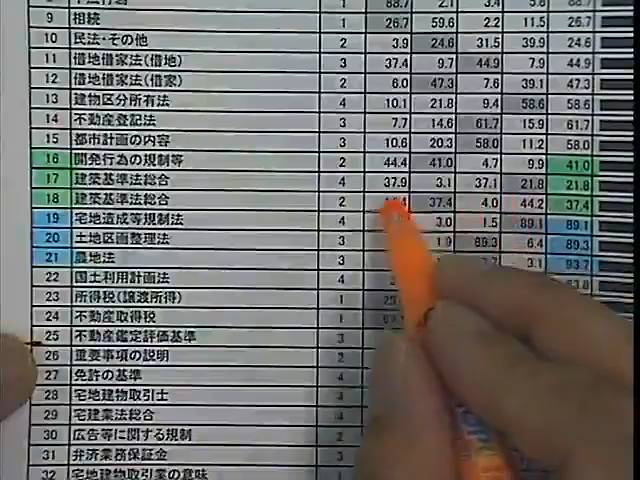 9 相続 1 26.7 59.6 2.2 11.5 26.7
10 民法・その他 2 3.9 24.6 31.5 39.9 24.6
11 借地借家法(借地) 3 37.4 9.7 44.9 7.9 44.9
12 借地借家法(借家) 2 6.0 47.3 7.6 39.1 47.3
13 建物区分所有法 4 10.1 21.8 9.4 58.6 58.6
14 不動産登記法 3 7.7 14.6 61.7 15.9 61.7
15 都市計画の内容 3 10.6 20.3 58.0 11.2 58.0
16 開発行為の規制等 2 44.4 41.0 4.7 9.9 41.0
17 建築基準法総合 4 37.9 3.1 37.1 21.8 21.8
18 建築基準法総合 2 37.4 4.0 44.2 37.4
19 宅地造成等規制法 4 3.0 1.5 89.1 89.1
20 土地区画整理法 3 1.9 89.3 6.4 89.3
21 農地法 3 3.1 93.7
22 国土利用計画法 4
23 所得税(譲渡所得) 1
24 不動産取得税 1
25 不動産鑑定評価基準 3
26 重要事項の説明 2
27 免許の基準 4
28 宅地建物取引士
29 宅建業法総合
30 広告等に関する規制 2
31 弁済業務保証金 3
32 宅地建物取引業の意味 1